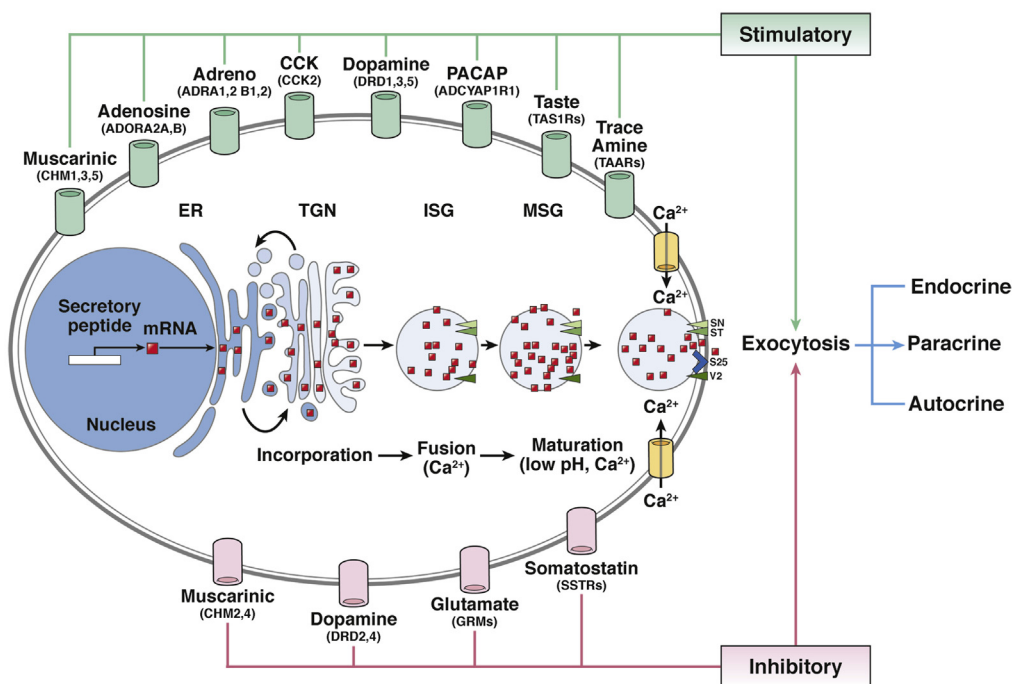 Stimulatory
CCK
(CCK2)
Dopamine
(DRD1,3,5)
Adreno
(ADRA1,2 B1,2)
PACAP
(ADCYAP1R1)
Adenosine
(ADORA2A,B)
Taste
(TAS1Rs)
Trace
Amine
(TAARs)
Muscarinic
(CHM1,3,5)
ER
TGN
ISG
MSG
Ca2+
Ca2+
Secretory
peptide
mRNA
Nucleus
SN
ST
S25
V2
Exocytosis
Endocrine
Paracrine
Autocrine
Ca2+
Ca2+
Incorporation
Fusion
(Ca2+)
Maturation
(low pH, Ca2+)
Muscarinic
(CHM2,4)
Dopamine
(DRD2,4)
Glutamate
(GRMs)
Somatostatin
(SSTRs)
Inhibitory